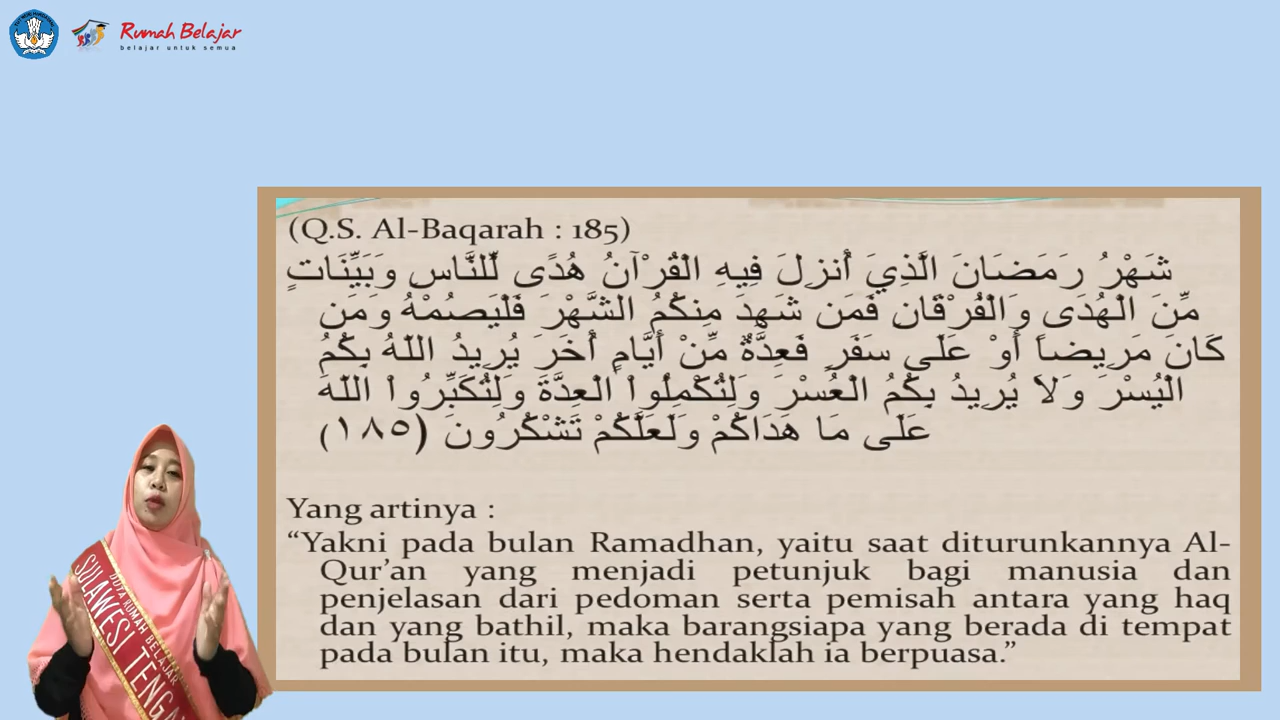 Rumah Belajar
belajar untuk semua
(Q.S. Al-Baqarah : 185)
شَهْرُ رَمَضَانَ الَّذِيَ أُنزِلَ فِيهِ الْقُرْآنُ هُدًى لِّلنَّاسِ وَبَيِّنَاتٍ
مِّنَ الْهُدَى وَالْفُرْقَانِ فَمَن شَهِدَ مِنكُمُ الشَّهْرَ فَلْيَصُمْهُ وَمَن
كَانَ مَرِيضاً أَوْ عَلَى سَفَرٍ فَعِدَّةٌ مِّنْ أَيَّامٍ أُخَرَ يُرِيدُ اللّهُ بِكُمُ
الْيُسْرَ وَلاَ يُرِيدُ بِكُمُ الْعُسْرَ وَلِتُكْمِلُواْ الْعِدَّةَ وَلِتُكَبِّرُواْ اللّهَ
عَلَى مَا هَدَاكُمْ وَلَعَلَّكُمْ تَشْكُرُونَ (١٨٥)
Yang artinya :
“Yakni pada bulan Ramadhan, yaitu saat diturunkannya Al-
Qur’an yang menjadi petunjuk bagi manusia dan
penjelasan dari pedoman serta pemisah antara yang haq
dan yang bathil, maka barangsiapa yang berada di tempat
pada bulan itu, maka hendaklah ia berpuasa.”
DUTA RUMAH BELAJAR
SULAWESI TENGA